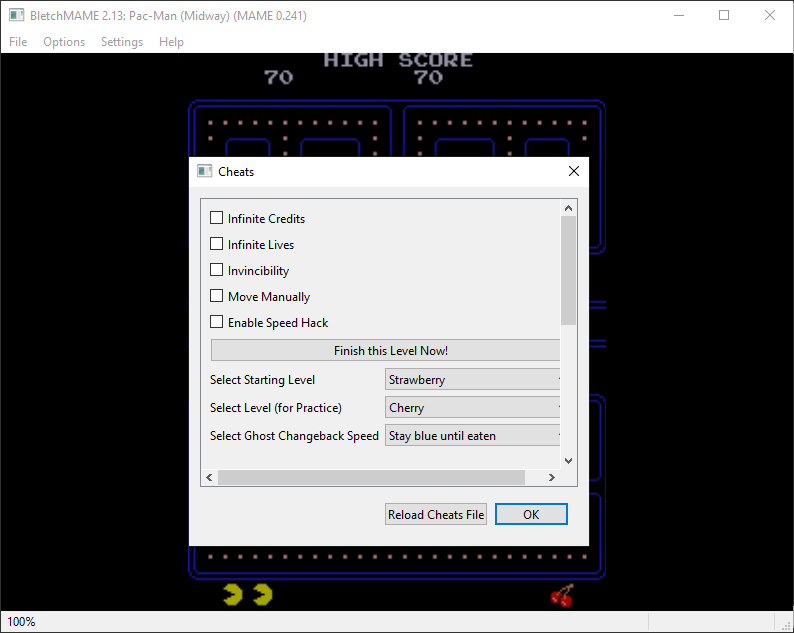 BletchMAME 2.13: Pac-Man (Midway) (MAME 0.241)
File Options Settings Help
HIGH SCORE
70 70
Cheats
Infinite Credits
Infinite Lives
Invincibility
Move Manually
Enable Speed Hack
Finish this Level Now!
Select Starting Level Strawberry
Select Level (for Practice) Cherry
Select Ghost Changeback Speed Stay blue until eaten
Reload Cheats File OK
100%